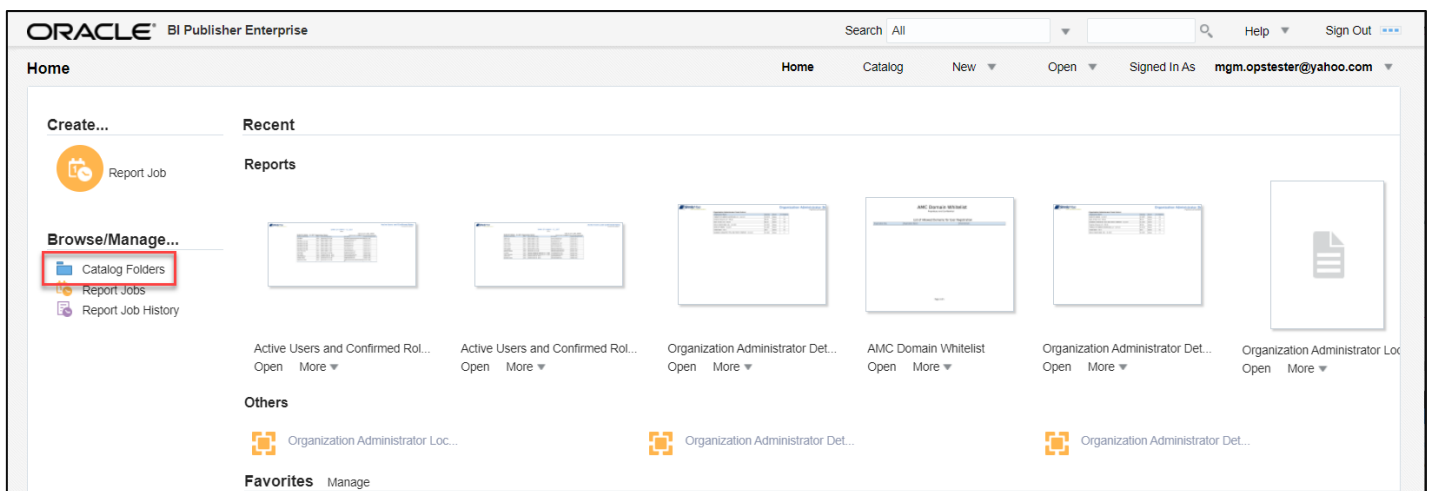 ORACLE® BI Publisher Enterprise Search All Help Sign Out
Home Home Catalog New Open Signed In As mgm.opstester@yahoo.com
Create... Recent
Report Job
Reports
Browse/Manage...
Catalog Folders
Report Jobs
Report Job History
AMC Domain Whitelist
Active Users and Confirmed Rol... Active Users and Confirmed Rol... Organization Administrator Det... AMC Domain Whitelist Organization Administrator Det... Organization Administrator Loc
Open More Open More Open More Open More Open More Open More
Others
Organization Administrator Loc... Organization Administrator Det... Organization Administrator Det...
Favorites Manage